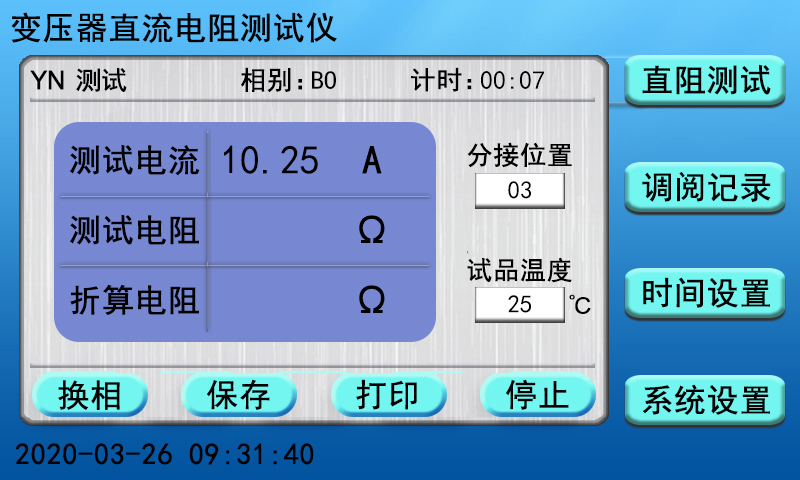 变压器直流电阻测试仪
YN 测试 相别:B0 计时:00:07
直阻测试
测试电流 10.25 A
分接位置
03
调阅记录
测试电阻 Ω
试品温度
25 ℃
折算电阻 Ω
时间设置
换相 保存 打印 停止
系统设置
2020-03-26 09:31:40